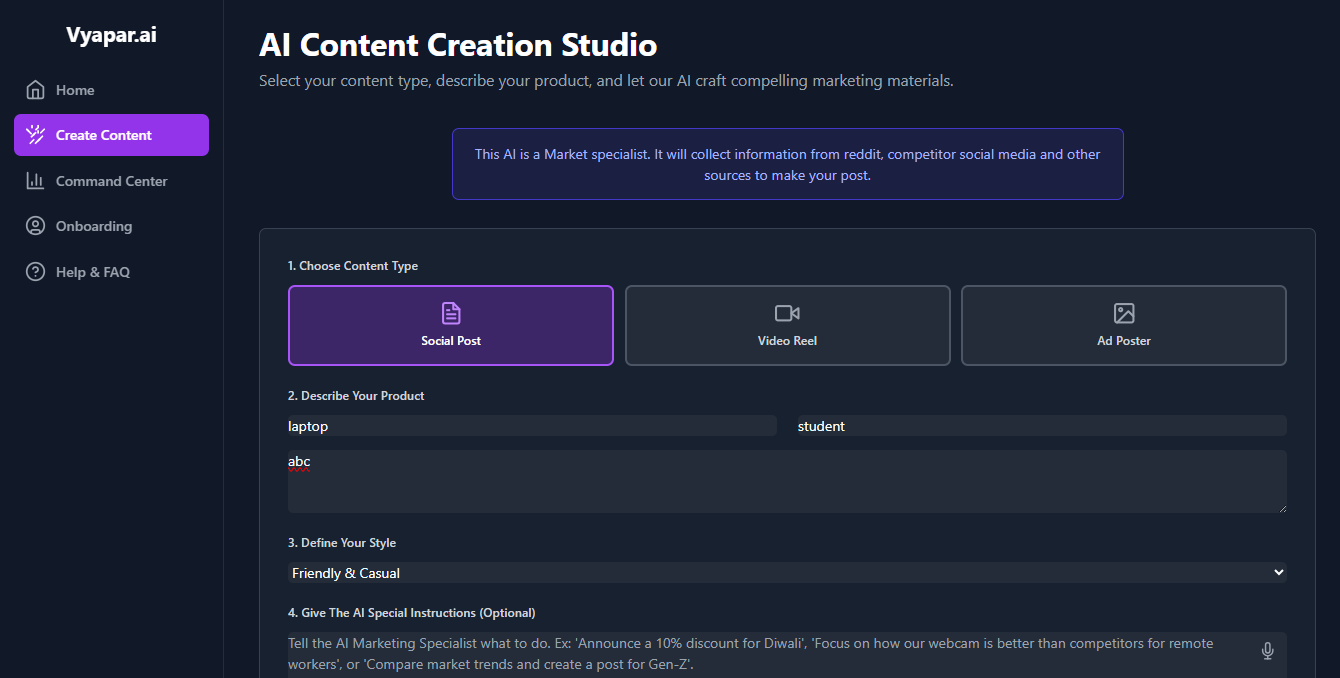 Vyapar.ai
Home
Create Content
Command Center
Onboarding
Help & FAQ
AI Content Creation Studio
Select your content type, describe your product, and let our AI craft compelling marketing materials.
This AI is a Market specialist. It will collect information from reddit, competitor social media and other
sources to make your post.
1. Choose Content Type
Social Post
Video Reel
Ad Poster
2. Describe Your Product
laptop
student
abc
3. Define Your Style
Friendly & Casual
4. Give The AI Special Instructions (Optional)
Tell the AI Marketing Specialist what to do. Ex: 'Announce a 10% discount for Diwali', 'Focus on how our webcam is better than competitors for remote
workers', or 'Compare market trends and create a post for Gen-Z'.